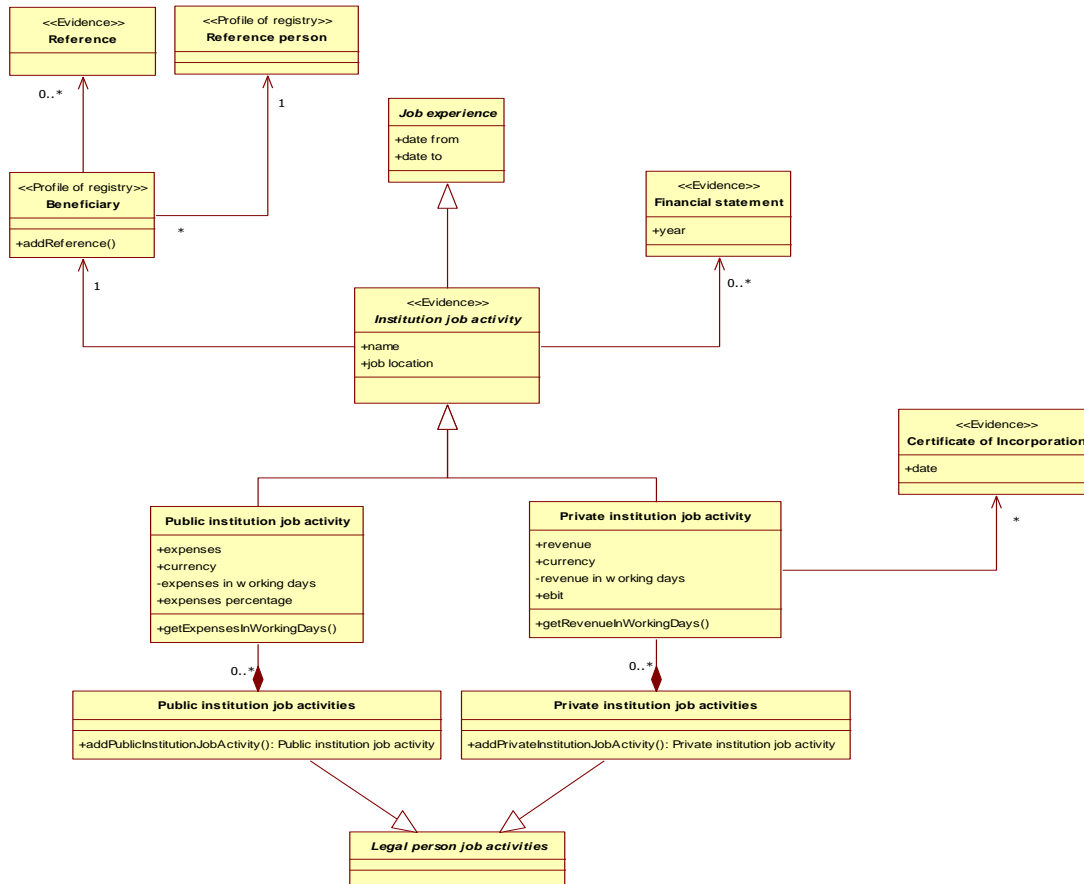 <<Evidence>>
Reference
<<Profile of registry>>
Reference person
0..*
1
Job experience
+date from
+date to
<<Profile of registry>>
Beneficiary
+addReference()
*
1
<<Evidence>>
Financial statement
+year
0..*
<<Evidence>>
Institution job activity
+name
+job location
<<Evidence>>
Certificate of Incorporation
+date
*
Public institution job activity
+expenses
+currency
-expenses in working days
+expenses percentage
+getExpensesInWorkingDays()
Private institution job activity
+revenue
+currency
-revenue in working days
+ebit
+getRevenueInWorkingDays()
0..*
0..*
Public institution job activities
+addPublicInstitutionJobActivity(): Public institution job activity
Private institution job activities
+addPrivateInstitutionJobActivity(): Private institution job activity
Legal person job activities